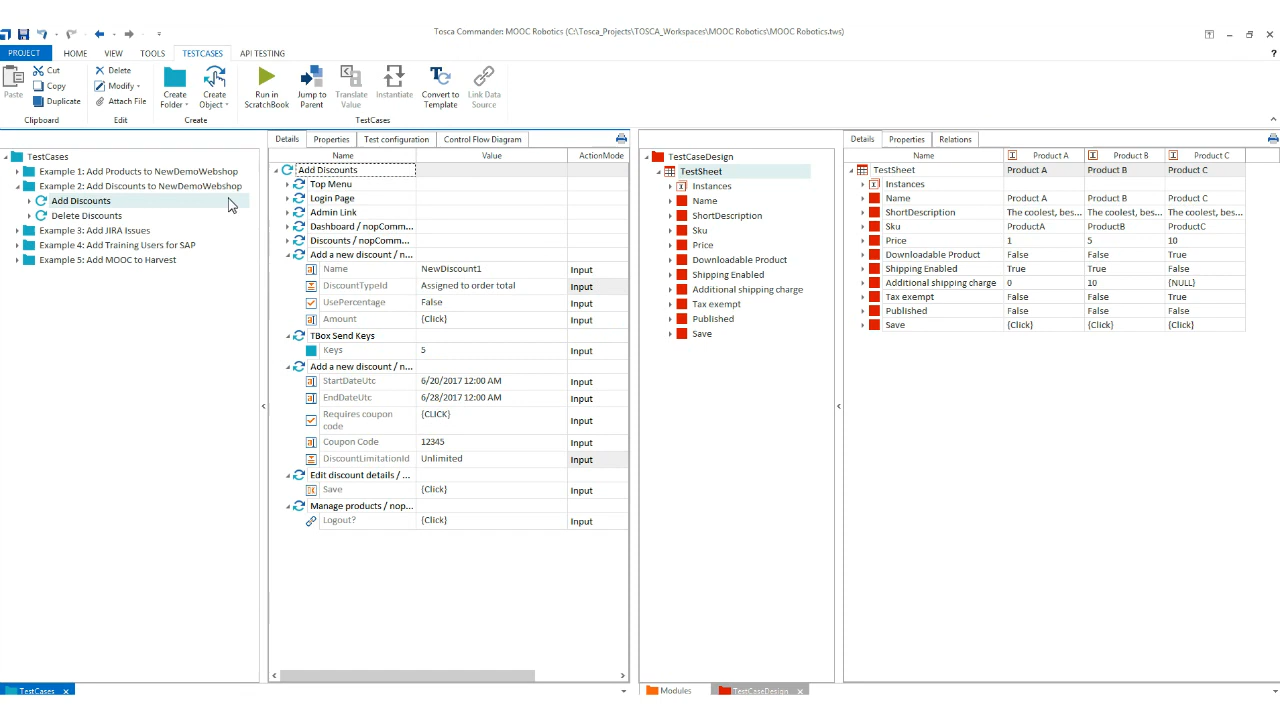 Tosca Commander: MOOC Robotics (C:\Tosca_Projects\TOSCA_Workspaces\MOOC Robotics\MOOC Robotics.tws)
PROJECT HOME VIEW TOOLS TESTCASES API TESTING ?
Paste Cut Copy Duplicate Clipboard
Delete Modify Attach File Edit
Create Folder Create Object Create
Run in ScratchBook Jump to Parent Translate Value Instantiate Convert to Template Link Data Source TestCases
TestCases
Example 1: Add Products to NewDemoWebshop
Example 2: Add Discounts to NewDemoWebshop
Add Discounts
Delete Discounts
Example 3: Add JIRA Issues
Example 4: Add Training Users for SAP
Example 5: Add MOOC to Harvest
Details Properties Test configuration Control Flow Diagram
Name Value ActionMode
Add Discounts
Top Menu
Login Page
Admin Link
Dashboard / nopComm...
Discounts / nopComm...
Add a new discount / n...
Name NewDiscount1 Input
DiscountTypeId Assigned to order total Input
UsePercentage False Input
Amount {Click} Input
TBox Send Keys
Keys 5 Input
Add a new discount / n...
StartDateUtc 6/20/2017 12:00 AM Input
EndDateUtc 6/28/2017 12:00 AM Input
Requires coupon code {CLICK} Input
Coupon Code 12345 Input
DiscountLimitationId Unlimited Input
Edit discount details / ...
Save {Click} Input
Manage products / nop...
Logout? {Click} Input
TestCaseDesign
TestSheet
Instances
Name
ShortDescription
Sku
Price
Downloadable Product
Shipping Enabled
Additional shipping charge
Tax exempt
Published
Save
Details Properties Relations
Name Product A Product B Product C
TestSheet Product A Product B Product C
Instances
Name Product A Product B Product C
ShortDescription The coolest, bes... The coolest, bes... The coolest, bes...
Sku ProductA ProductB ProductC
Price 1 5 10
Downloadable Product False False True
Shipping Enabled True True False
Additional shipping charge 0 10 {NULL}
Tax exempt False False True
Published False False False
Save {Click} {Click} {Click}
TestCases x
Modules TestCaseDesign x